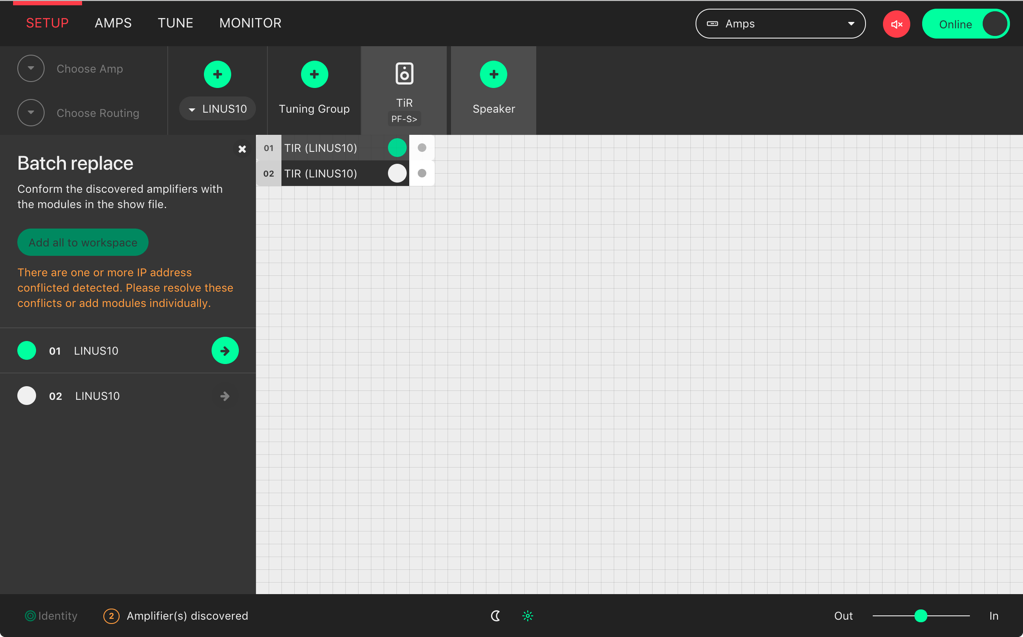 SETUP AMPS TUNE MONITOR Amps Online
Choose Amp
Choose Routing
LINUS10
Tuning Group
TiR
PF-S>
Speaker
Batch replace
Conform the discovered amplifiers with
the modules in the show file.
Add all to workspace
There are one or more IP address
conflicted detected. Please resolve these
conflicts or add modules individually.
01 LINUS10
02 LINUS10
01 TIR (LINUS10)
02 TIR (LINUS10)
Identity 2 Amplifier(s) discovered Out In